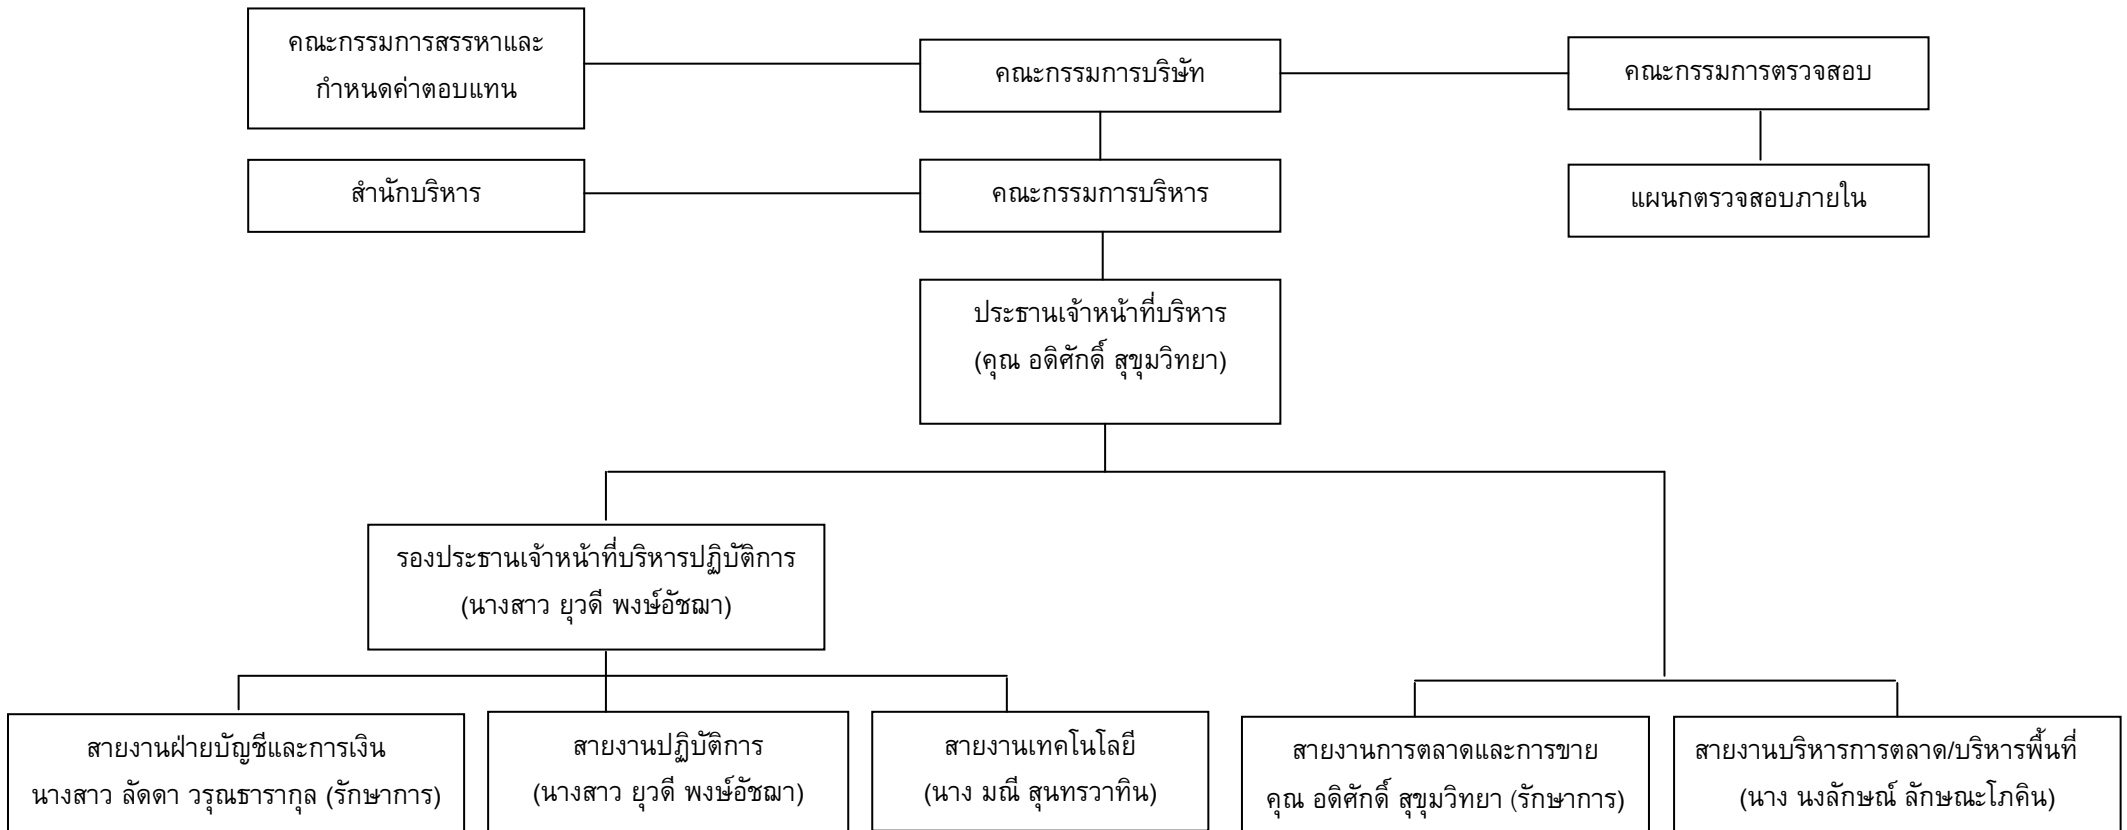 คณะกรรมการสรรหาและ
กำหนดค่าตอบแทน
คณะกรรมการบริษัท
คณะกรรมการตรวจสอบ
สำนักบริหาร
คณะกรรมการบริหาร
แผนกตรวจสอบภายใน
ประธานเจ้าหน้าที่บริหาร
(คุณ อดิศักดิ์ สุขุมวิทยา)
รองประธานเจ้าหน้าที่บริหารปฏิบัติการ
(นางสาว ยุวดี พงษ์อัชฌา)
สายงานฝ่ายบัญชีและการเงิน
นางสาว ลัดดา วรุณธารากุล (รักษาการ)
สายงานปฏิบัติการ
(นางสาว ยุวดี พงษ์อัชฌา)
สายงานเทคโนโลยี
(นาง มณี สุนทรวาทิน)
สายงานการตลาดและการขาย
คุณ อดิศักดิ์ สุขุมวิทยา (รักษาการ)
สายงานบริหารการตลาด/บริหารพื้นที่
(นาง นงลักษณ์ ลักษณะโภคิน)